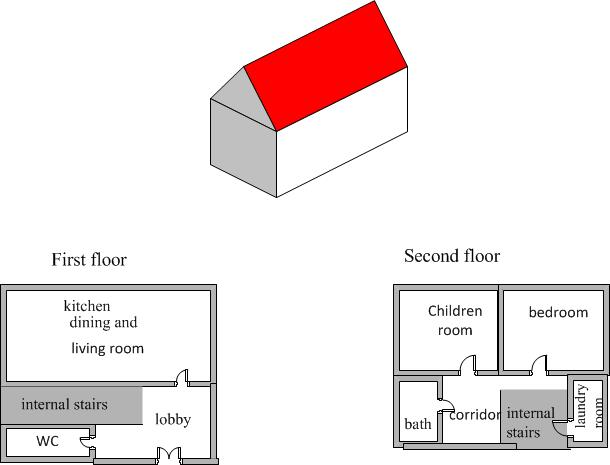 First floor
kitchen
dining and
living room
internal stairs
WC
lobby
Second floor
Children
room
bedroom
bath
corridor
internal
stairs
laundry
room